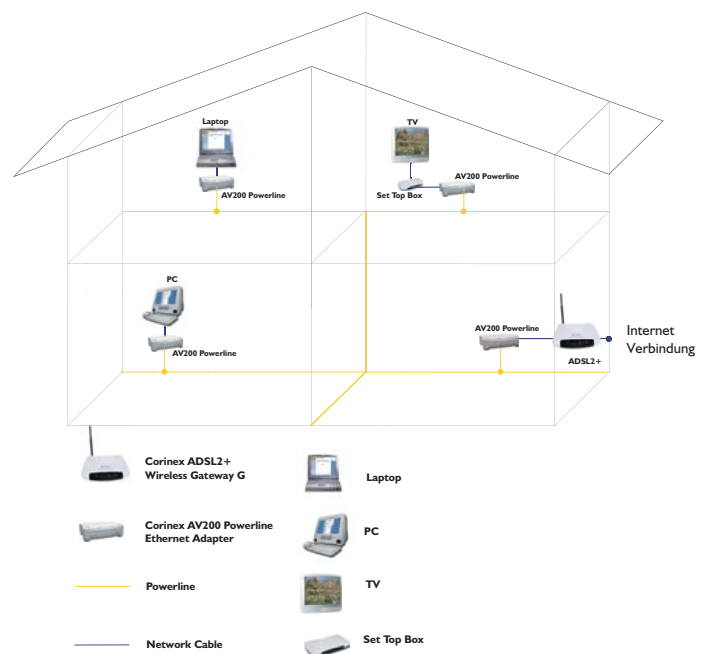 Laptop
TV
AV200 Powerline
AV200 Powerline
Set Top Box
PC
AV200 Powerline
AV200 Powerline
ADSL2+
Internet
Verbindung
Corinex ADSL2+
Wireless Gateway G
Laptop
Corinex AV200 Powerline
Ethernet Adapter
PC
Powerline
TV
Network Cable
Set Top Box